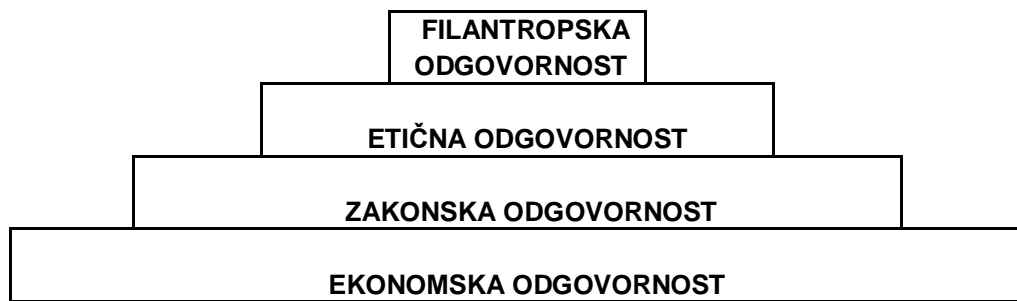 FILANTROPSKA
ODGOVORNOST
ETIČNA ODGOVORNOST
ZAKONSKA ODGOVORNOST
EKONOMSKA ODGOVORNOST